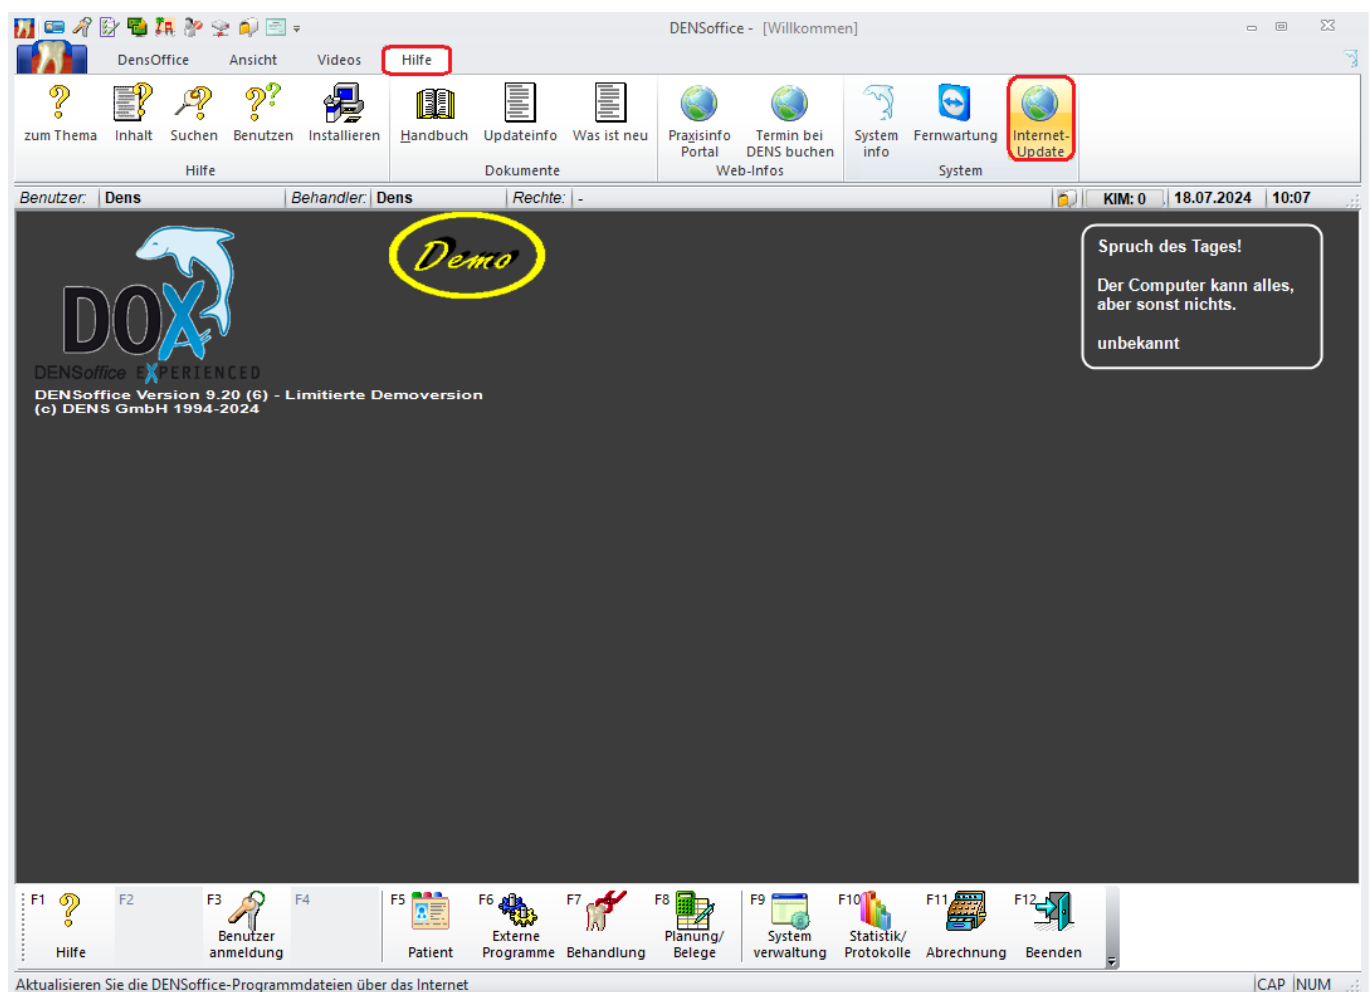 DENSoffice - [Willkommen]
DensOffice Ansicht Videos Hilfe
zum Thema Inhalt Suchen Benutzen Installieren Handbuch Updateinfo Was ist neu Praxisinfo Portal Termin bei DENS buchen System info Fernwartung Internet-Update
Hilfe Dokumente Web-Infos System
Benutzer: Dens Behandler: Dens Rechte: - KIM: 0 18.07.2024 10:07
Demo
DOX
DENSoffice EXPERIENCED
DENSoffice Version 9.20 (6) - Limitierte Demoversion
(c) DENS GmbH 1994-2024
Spruch des Tages!
Der Computer kann alles,
aber sonst nichts.
unbekannt
F1 Hilfe
F2
F3 Benutzer anmeldung
F4
F5 Patient
F6 Externe Programme
F7 Behandlung
F8 Planung/ Belege
F9 System verwaltung
F10 Statistik/ Protokolle
F11 Abrechnung
F12 Beenden
Aktualisieren Sie die DENSoffice-Programmdateien über das Internet CAP NUM